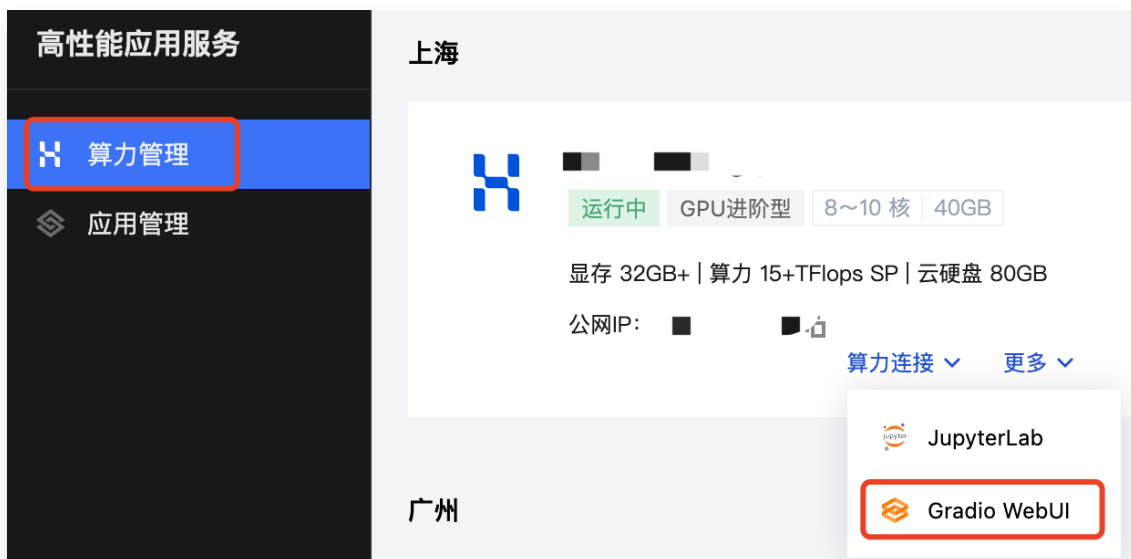 高性能应用服务
算力管理
应用管理
上海
运行中 GPU进阶型 8～10 核 40GB
显存 32GB+ | 算力 15+TFlops SP | 云硬盘 80GB
公网IP：
算力连接 更多
JupyterLab
Gradio WebUI
广州